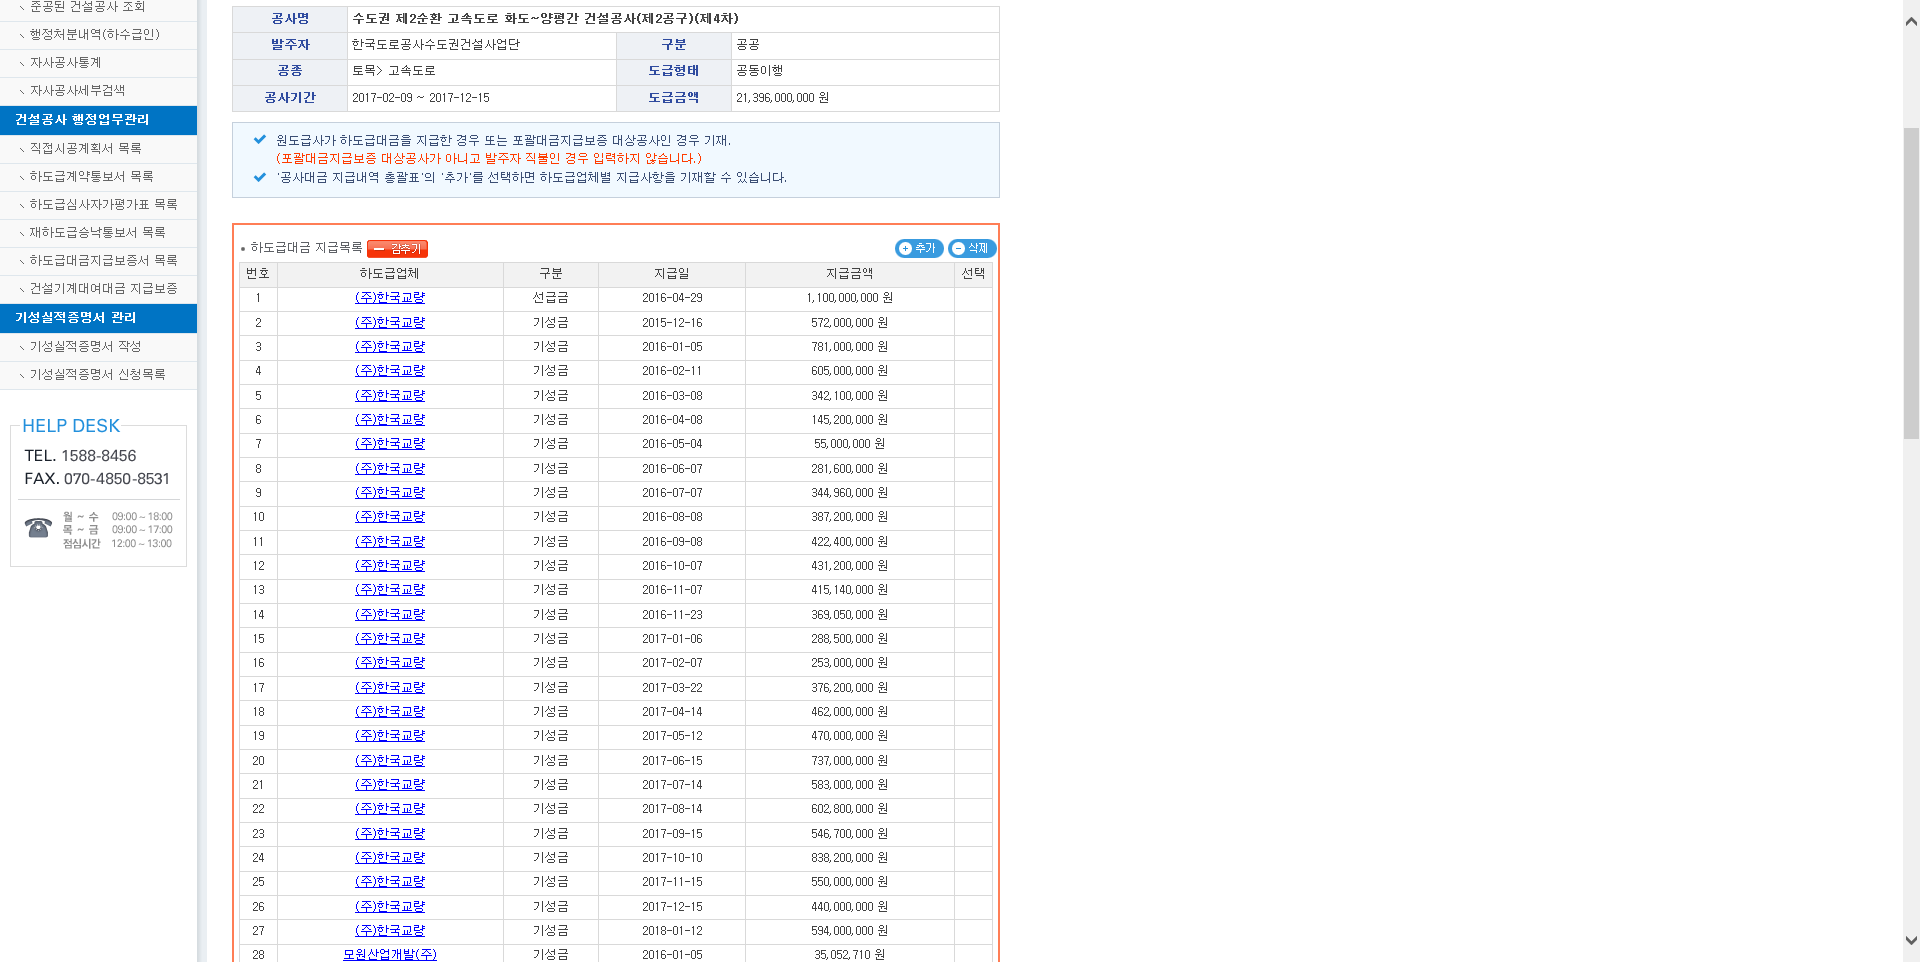 준공된 건설공사 조회
행정처분내역(하수급인)
자사공사통계
자사공사세부검색
건설공사 행정업무관리
직접시공계획서 목록
하도급계약통보서 목록
하도급심사자가평가표 목록
재하도급승낙통보서 목록
하도급대금지급보증서 목록
건설기계대여대금 지급보증
기성실적증명서 관리
기성실적증명서 작성
기성실적증명서 신청목록
HELP DESK
TEL. 1588-8456
FAX. 070-4850-8531
월 ~ 수 09:00 ~ 18:00
목 ~ 금 09:00 ~ 17:00
점심시간 12:00 ~ 13:00
공사명 수도권 제2순환 고속도로 화도~양평간 건설공사(제2공구)(제4차)
발주자 한국도로공사수도권건설사업단 구분 공공
공종 토목> 고속도로 도급형태 공동이행
공사기간 2017-02-09 ~ 2017-12-15 도급금액 21,396,000,000 원
원도급사가 하도급대금을 지급한 경우 또는 포괄대금지급보증 대상공사인 경우 기재.
(포괄대금지급보증 대상공사가 아니고 발주자 직불인 경우 입력하지 않습니다.)
'공사대금 지급내역 총괄표'의 '추가'를 선택하면 하도급업체별 지급사항을 기재할 수 있습니다.
하도급대금 지급목록 감추기 추가 삭제
번호 하도급업체 구분 지급일 지급금액 선택
1 (주)한국교량 선급금 2016-04-29 1,100,000,000 원
2 (주)한국교량 기성금 2015-12-16 572,000,000 원
3 (주)한국교량 기성금 2016-01-05 781,000,000 원
4 (주)한국교량 기성금 2016-02-11 605,000,000 원
5 (주)한국교량 기성금 2016-03-08 342,100,000 원
6 (주)한국교량 기성금 2016-04-08 145,200,000 원
7 (주)한국교량 기성금 2016-05-04 55,000,000 원
8 (주)한국교량 기성금 2016-06-07 281,600,000 원
9 (주)한국교량 기성금 2016-07-07 344,960,000 원
10 (주)한국교량 기성금 2016-08-08 387,200,000 원
11 (주)한국교량 기성금 2016-09-08 422,400,000 원
12 (주)한국교량 기성금 2016-10-07 431,200,000 원
13 (주)한국교량 기성금 2016-11-07 415,140,000 원
14 (주)한국교량 기성금 2016-11-23 369,050,000 원
15 (주)한국교량 기성금 2017-01-06 288,500,000 원
16 (주)한국교량 기성금 2017-02-07 253,000,000 원
17 (주)한국교량 기성금 2017-03-22 376,200,000 원
18 (주)한국교량 기성금 2017-04-14 462,000,000 원
19 (주)한국교량 기성금 2017-05-12 470,000,000 원
20 (주)한국교량 기성금 2017-06-15 737,000,000 원
21 (주)한국교량 기성금 2017-07-14 583,000,000 원
22 (주)한국교량 기성금 2017-08-14 602,800,000 원
23 (주)한국교량 기성금 2017-09-15 546,700,000 원
24 (주)한국교량 기성금 2017-10-10 838,200,000 원
25 (주)한국교량 기성금 2017-11-15 550,000,000 원
26 (주)한국교량 기성금 2017-12-15 440,000,000 원
27 (주)한국교량 기성금 2018-01-12 594,000,000 원
28 모원산업개발(주) 기성금 2016-01-05 35,052,710 원